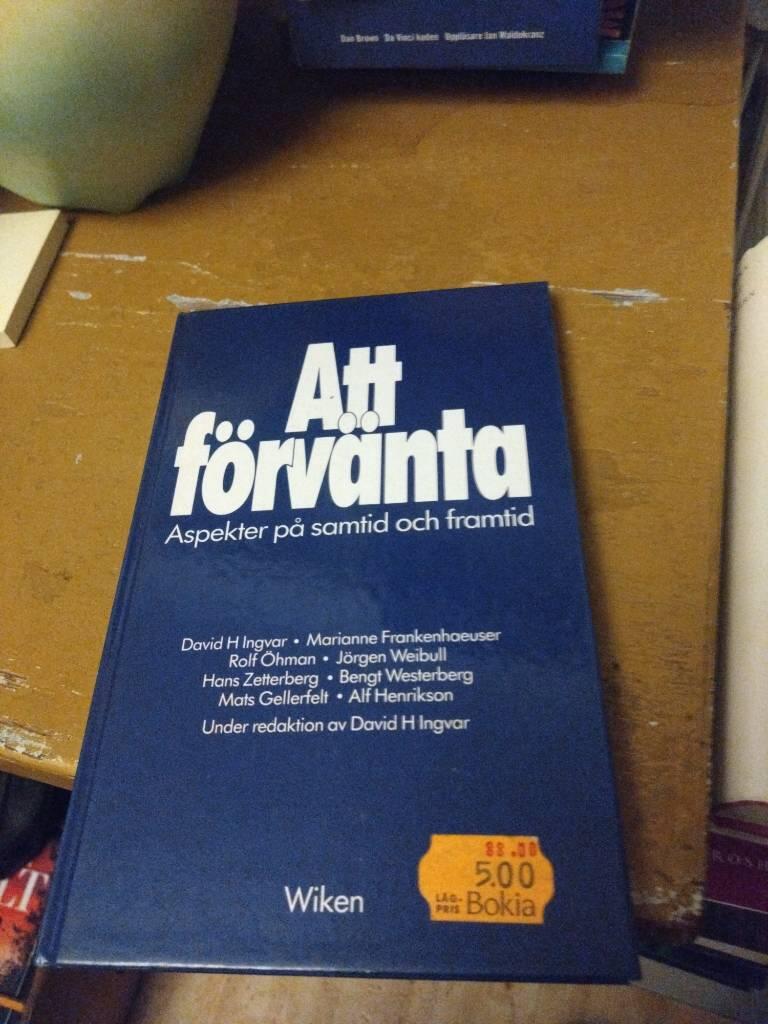 Dan Brown Da Vinci koden Uppläsare Jan Waldekranz
Att
förvänta
Aspekter på samtid och framtid
David H Ingvar • Marianne Frankenhaeuser
Rolf Öhman • Jörgen Weibull
Hans Zetterberg • Bengt Westerberg
Mats Gellerfelt • Alf Henrikson
Under redaktion av David H Ingvar
Wiken
5.00
LÅG-
PRIS Bokia